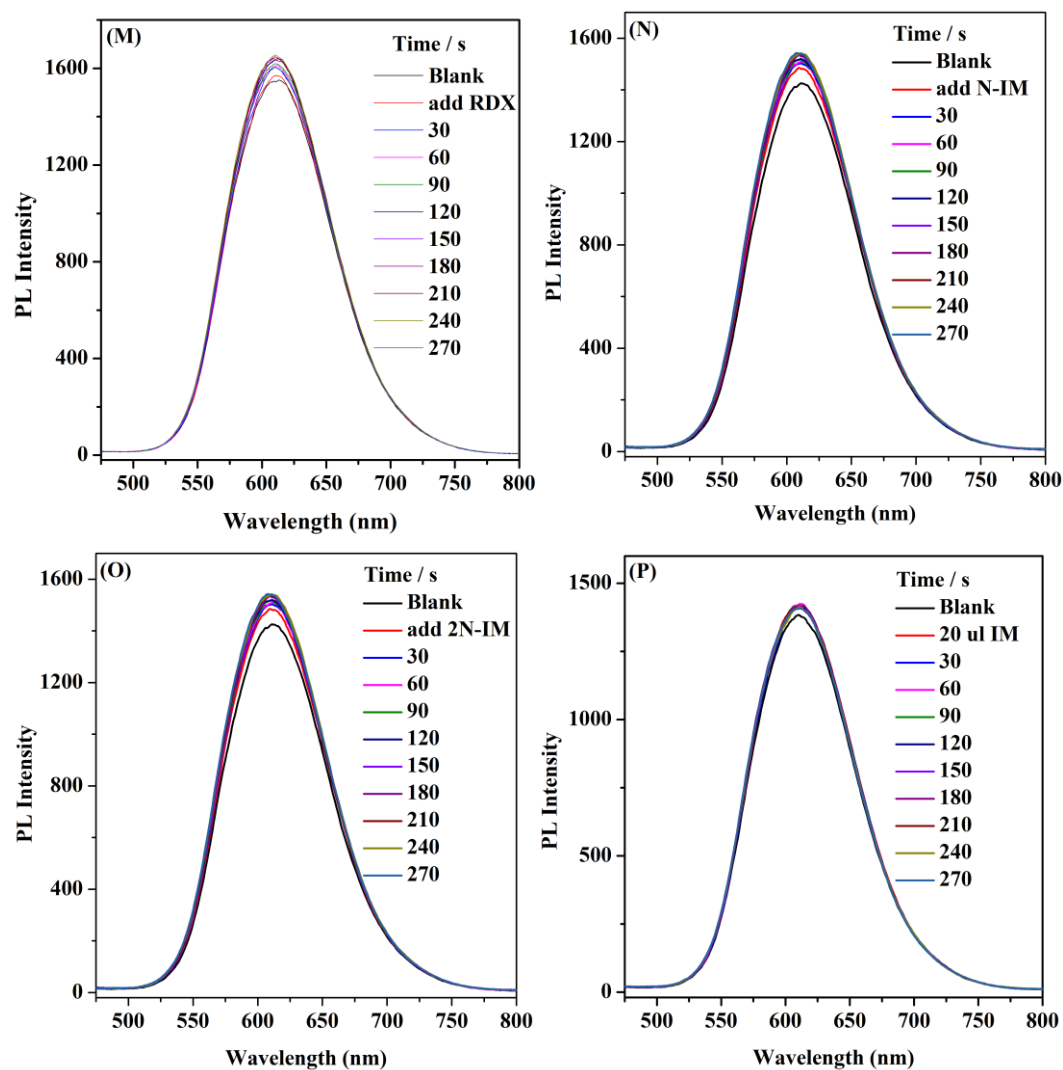 (M)
Time / s
Blank
add RDX
30
60
90
120
150
180
210
240
270
1600
1200
800
400
0
PL Intensity
500 550 600 650 700 750 800
Wavelength (nm)
(N)
Time / s
Blank
add N-IM
30
60
90
120
150
180
210
240
270
1600
1200
800
400
0
PL Intensity
500 550 600 650 700 750 800
Wavelength (nm)
(O)
Time / s
Blank
add 2N-IM
30
60
90
120
150
180
210
240
270
1600
1200
800
400
0
PL Intensity
500 550 600 650 700 750 800
Wavelength (nm)
(P)
Time / s
Blank
20 ul IM
30
60
90
120
150
180
210
240
270
1500
1000
500
0
PL Intensity
500 550 600 650 700 750 800
Wavelength (nm)